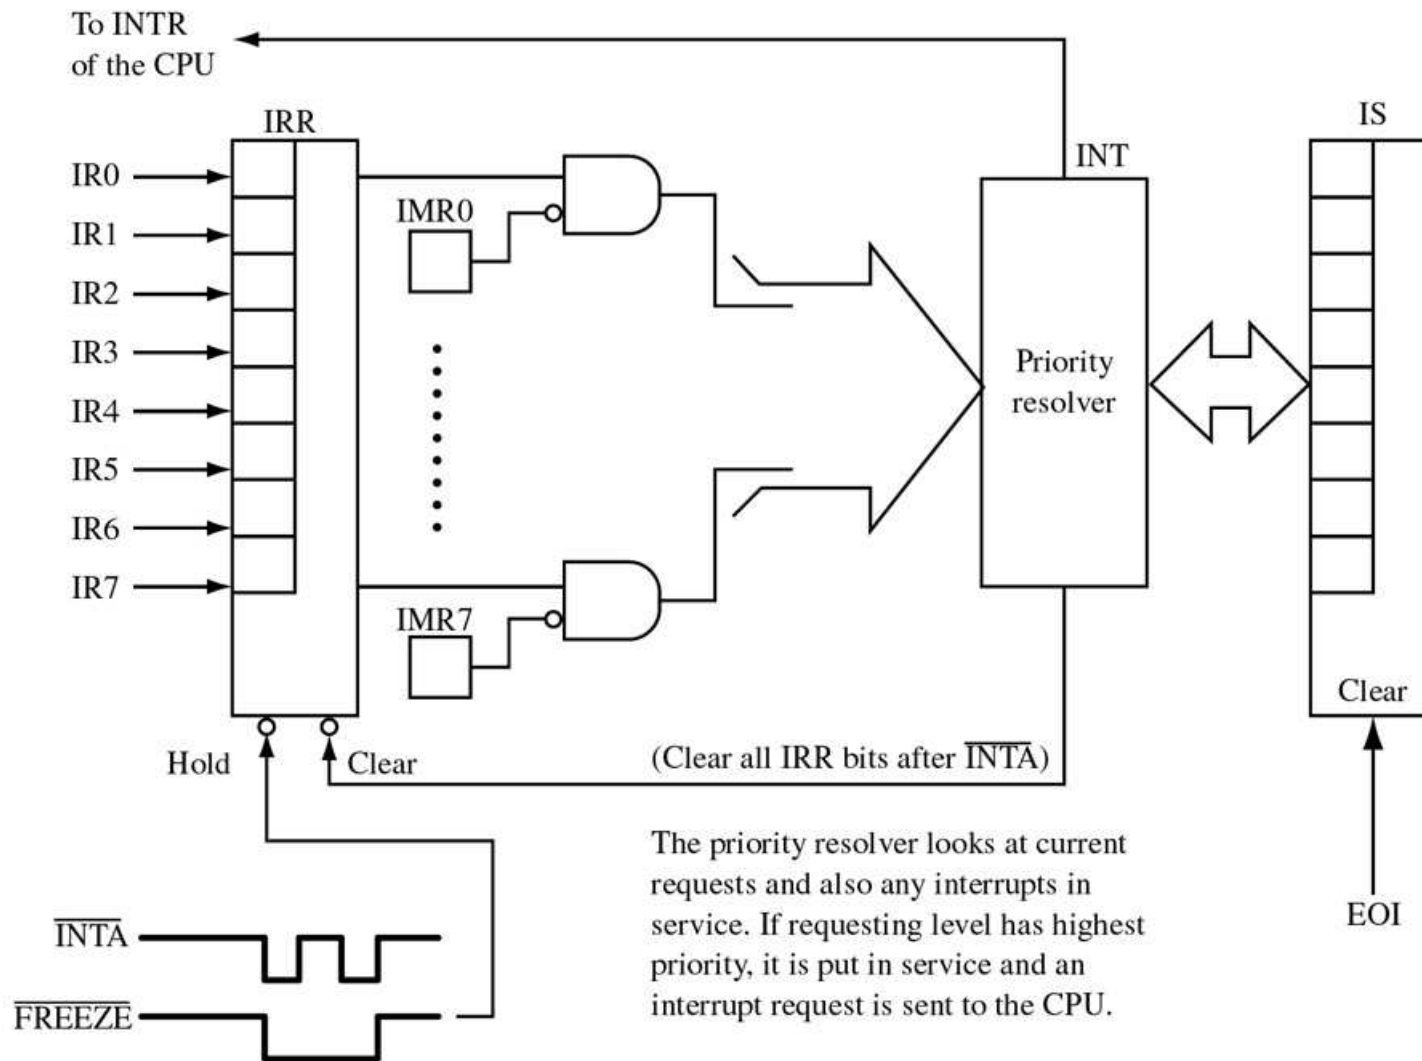 To INTR
of the CPU
IRR
INT
IS
IR0
IR1
IR2
IR3
IR4
IR5
IR6
IR7
IMR0
IMR7
Priority
resolver
Clear
Hold
Clear
(Clear all IRR bits after I̅N̅T̅A̅)
The priority resolver looks at current
requests and also any interrupts in
service. If requesting level has highest
priority, it is put in service and an
interrupt request is sent to the CPU.
EOI
I̅N̅T̅A̅
F̅R̅E̅E̅Z̅E̅